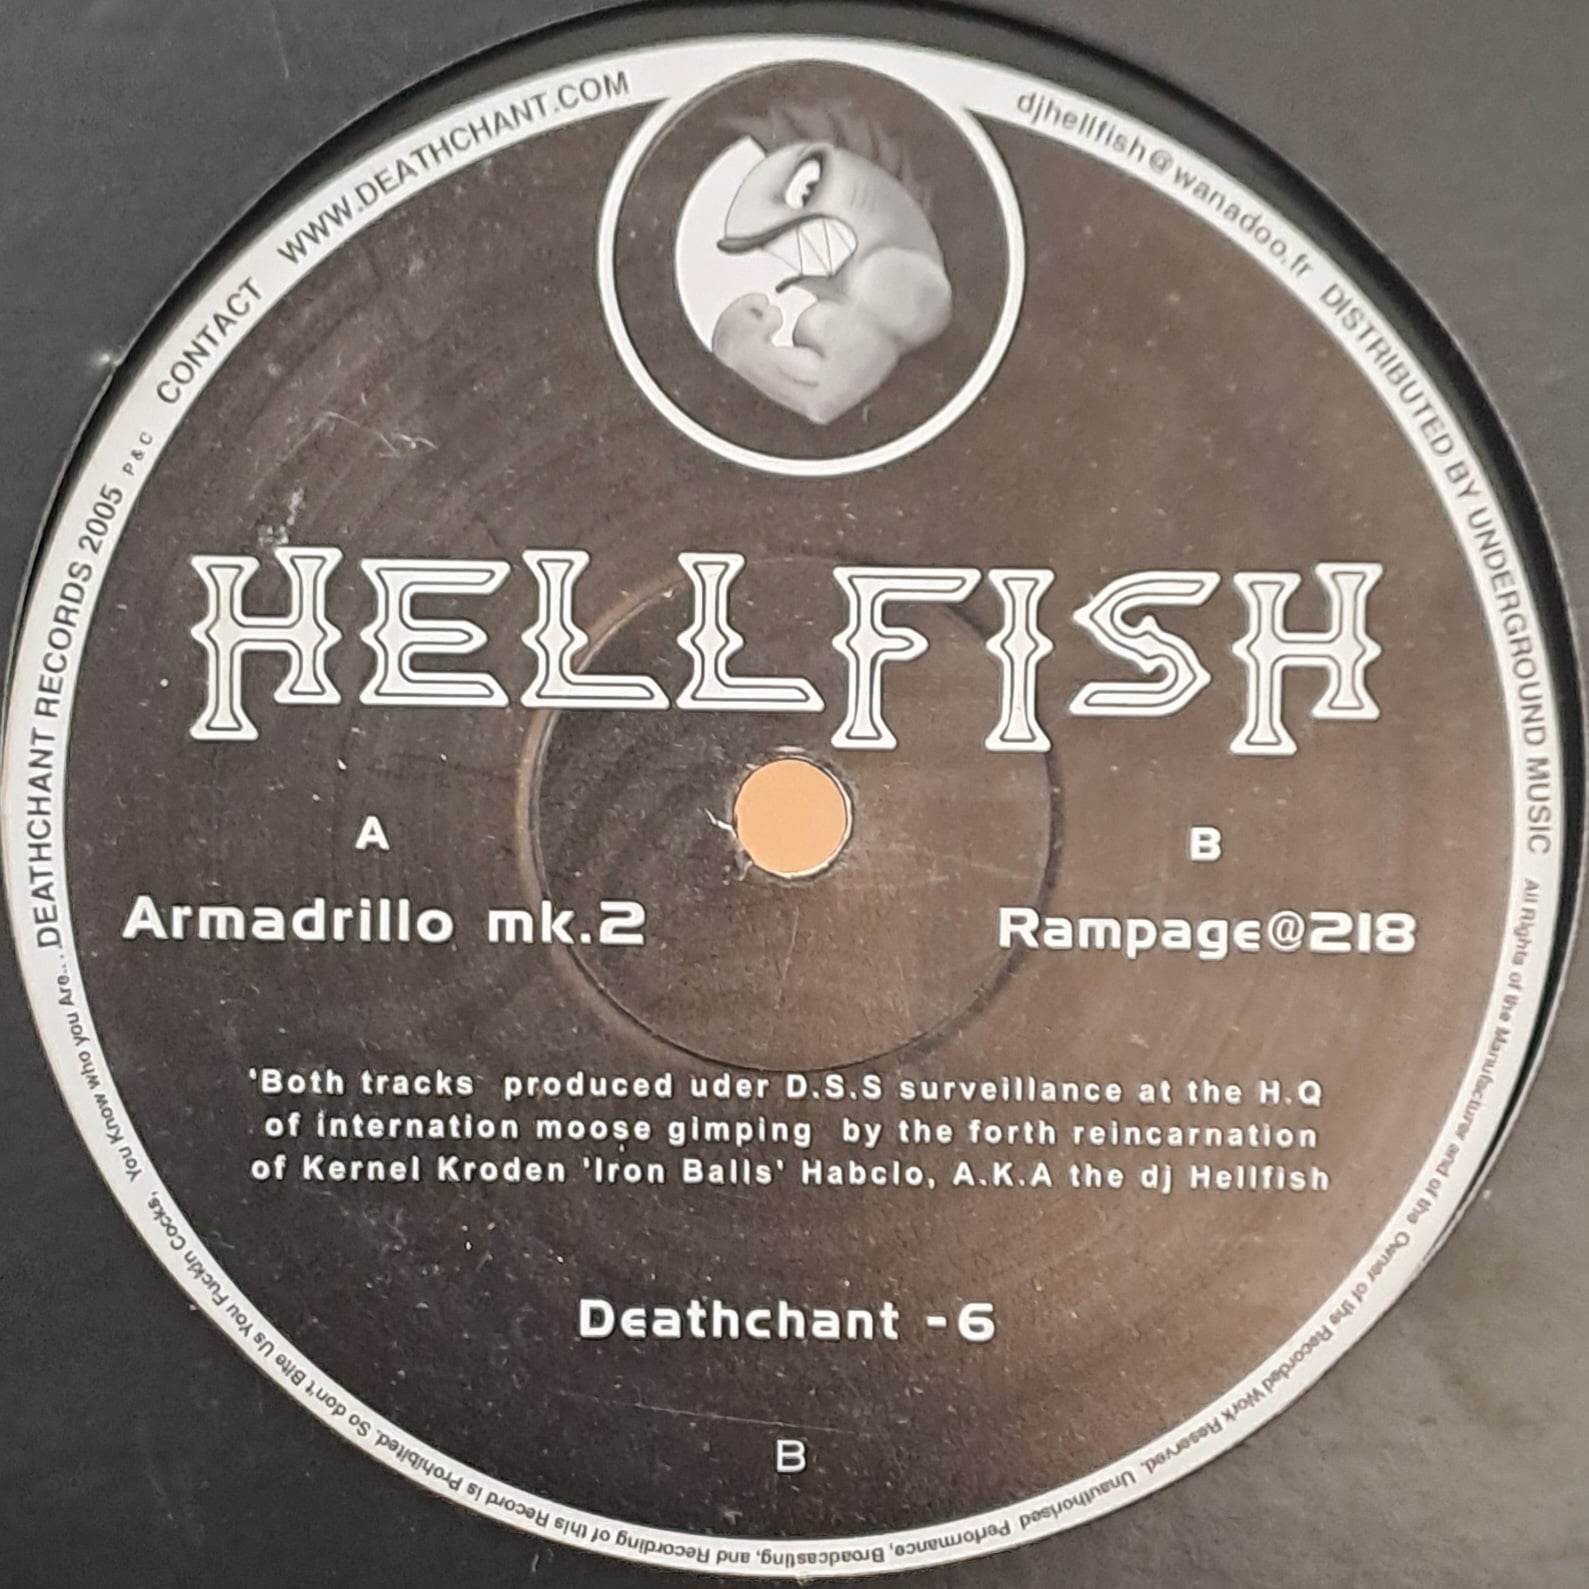 DEATHCHANT RECORDS 2005 P & C CONTACT WWW.DEATHCHANT.COM
djhellfish@wanadoo.fr DISTRIBUTED BY UNDERGROUND MUSIC
All Rights of the Manufacturer and of the Owner of the Recorded Work Reserved. Unauthorised Performance, Broadcasting, and Recording of this Record is Prohibited. So don't Bite Us You Fuckin Cocks, You Know who you Are...
HELLFISH
A
B
Armadrillo mk.2
Rampage@218
'Both tracks produced uder D.S.S surveillance at the H.Q
of internation moose gimping by the forth reincarnation
of Kernel Kroden 'Iron Balls' Habclo, A.K.A the dj Hellfish
Deathchant -6
B